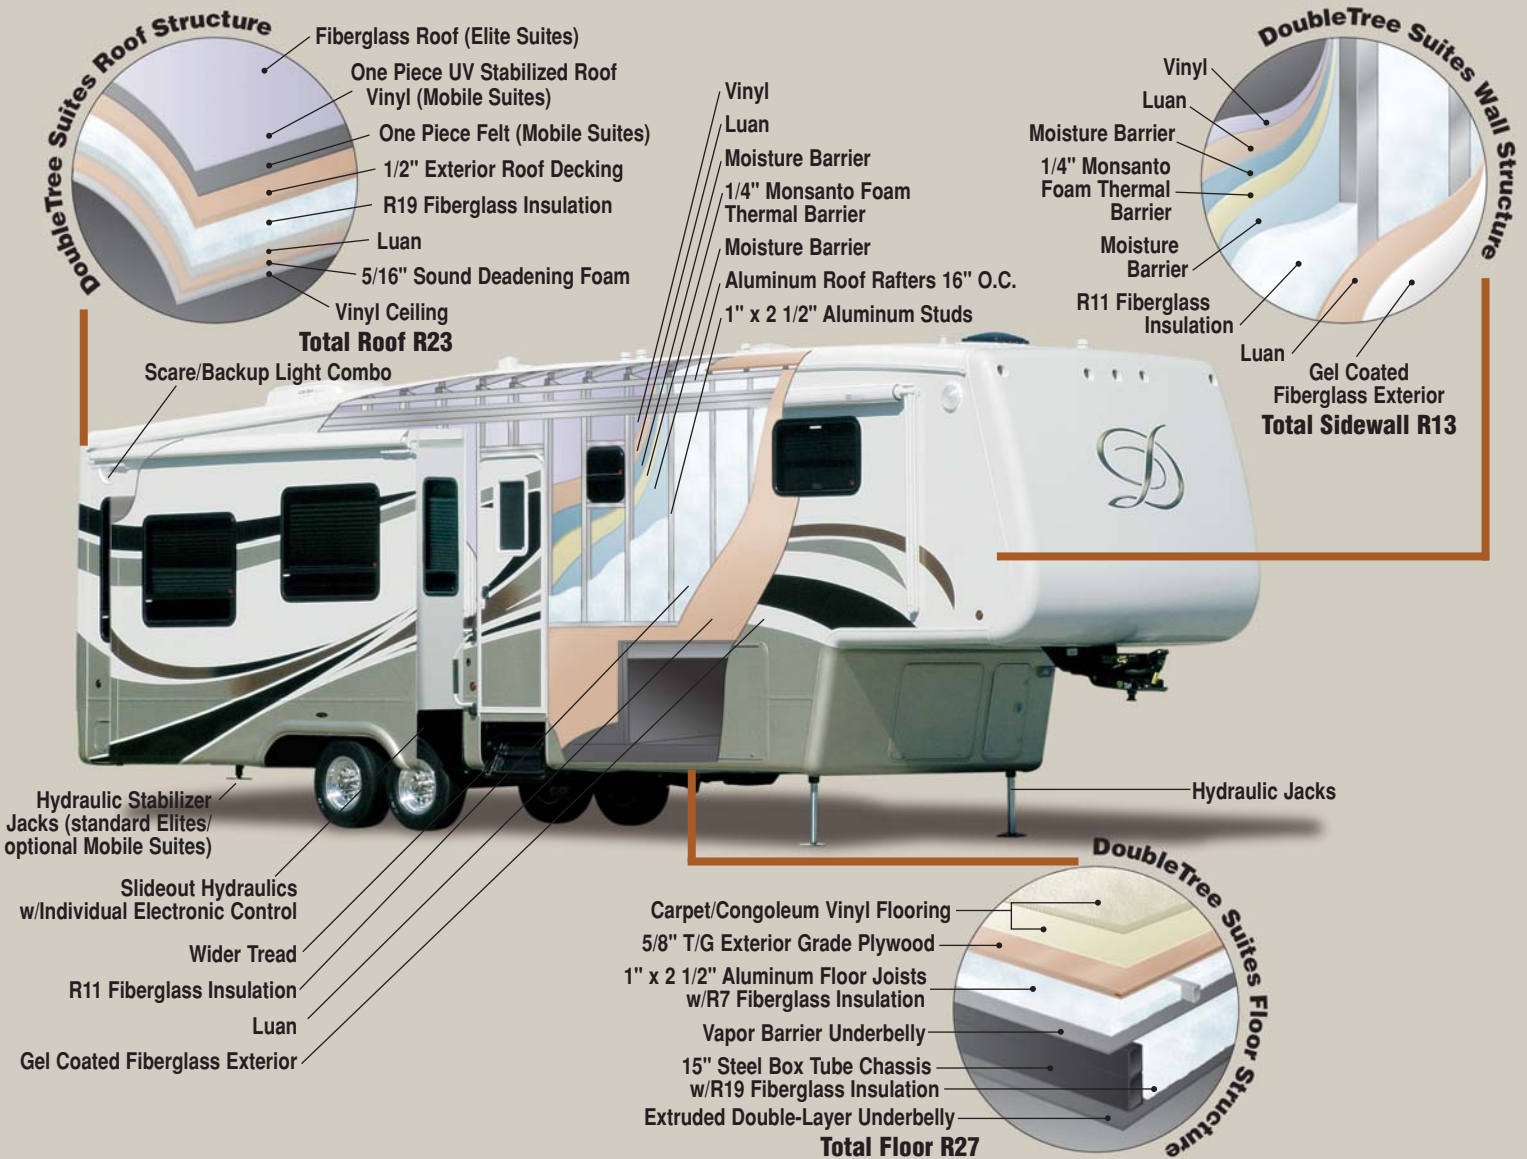 DoubleTree Suites Roof Structure
Fiberglass Roof (Elite Suites)
One Piece UV Stabilized Roof
Vinyl (Mobile Suites)
One Piece Felt (Mobile Suites)
1/2" Exterior Roof Decking
R19 Fiberglass Insulation
Luan
5/16" Sound Deadening Foam
Vinyl Ceiling
Total Roof R23
Scare/Backup Light Combo
Vinyl
Luan
Moisture Barrier
1/4" Monsanto Foam
Thermal Barrier
Moisture Barrier
Aluminum Roof Rafters 16" O.C.
1" x 2 1/2" Aluminum Studs
DoubleTree Suites Wall Structure
Vinyl
Luan
Moisture Barrier
1/4" Monsanto
Foam Thermal
Barrier
Moisture
Barrier
R11 Fiberglass
Insulation
Luan
Gel Coated
Fiberglass Exterior
Total Sidewall R13
D
Hydraulic Stabilizer
Jacks (standard Elites/
optional Mobile Suites)
Slideout Hydraulics
w/Individual Electronic Control
Wider Tread
R11 Fiberglass Insulation
Luan
Gel Coated Fiberglass Exterior
Hydraulic Jacks
DoubleTree Suites Floor Structure
Carpet/Congoleum Vinyl Flooring
5/8" T/G Exterior Grade Plywood
1" x 2 1/2" Aluminum Floor Joists
w/R7 Fiberglass Insulation
Vapor Barrier Underbelly
15" Steel Box Tube Chassis
w/R19 Fiberglass Insulation
Extruded Double-Layer Underbelly
Total Floor R27